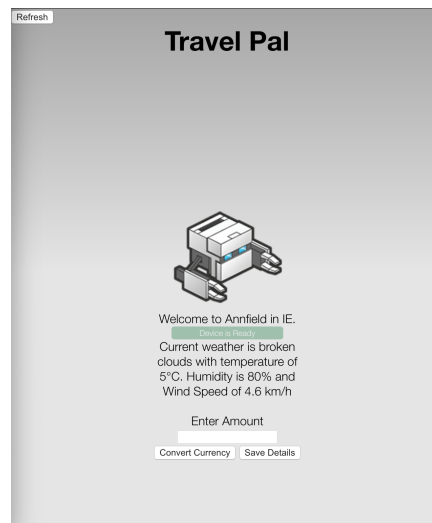 Refresh
Travel Pal
Welcome to Annfield in IE.
Device is Ready
Current weather is broken
clouds with temperature of
5°C. Humidity is 80% and
Wind Speed of 4.6 km/h
Enter Amount
Convert Currency Save Details